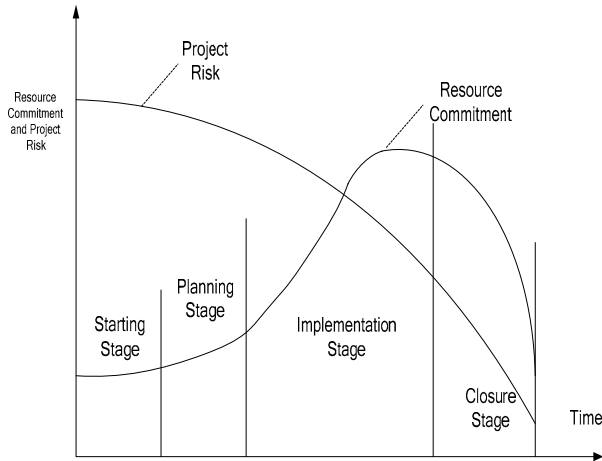 Project
Risk
Resource
Commitment
and Project
Risk
Resource
Commitment
Planning
Stage
Starting
Stage
Implementation
Stage
Closure
Stage
Time